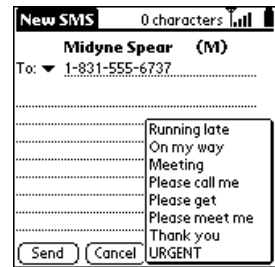 New SMS 0 characters
Midyne Spear (M)
To: 1-831-555-6737
Running late
On my way
Meeting
Please call me
Please get
Please meet me
Thank you
URGENT
Send Cancel